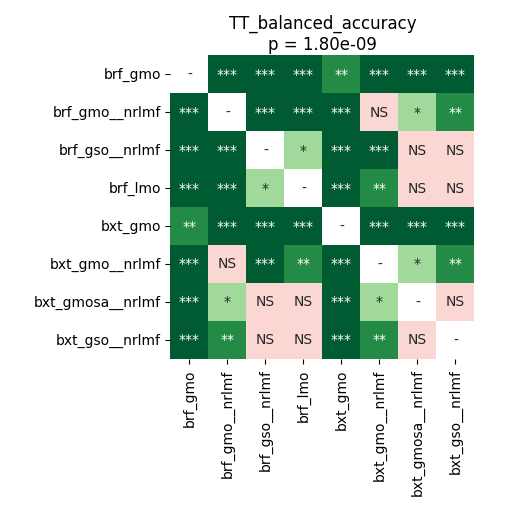 TT_balanced_accuracy
p = 1.80e-09
brf_gmo - *** *** *** ** *** *** ***
brf_gmo__nrlmf *** - *** *** *** NS * **
brf_gso__nrlmf *** *** - * *** *** NS NS
brf_lmo *** *** * - *** ** NS NS
bxt_gmo ** *** *** *** - *** *** ***
bxt_gmo__nrlmf *** NS *** ** *** - * **
bxt_gmosa__nrlmf *** * NS NS *** * - NS
bxt_gso__nrlmf *** ** NS NS *** ** NS -
brf_gmo
brf_gmo__nrlmf
brf_gso__nrlmf
brf_lmo
bxt_gmo
bxt_gmo__nrlmf
bxt_gmosa__nrlmf
bxt_gso__nrlmf